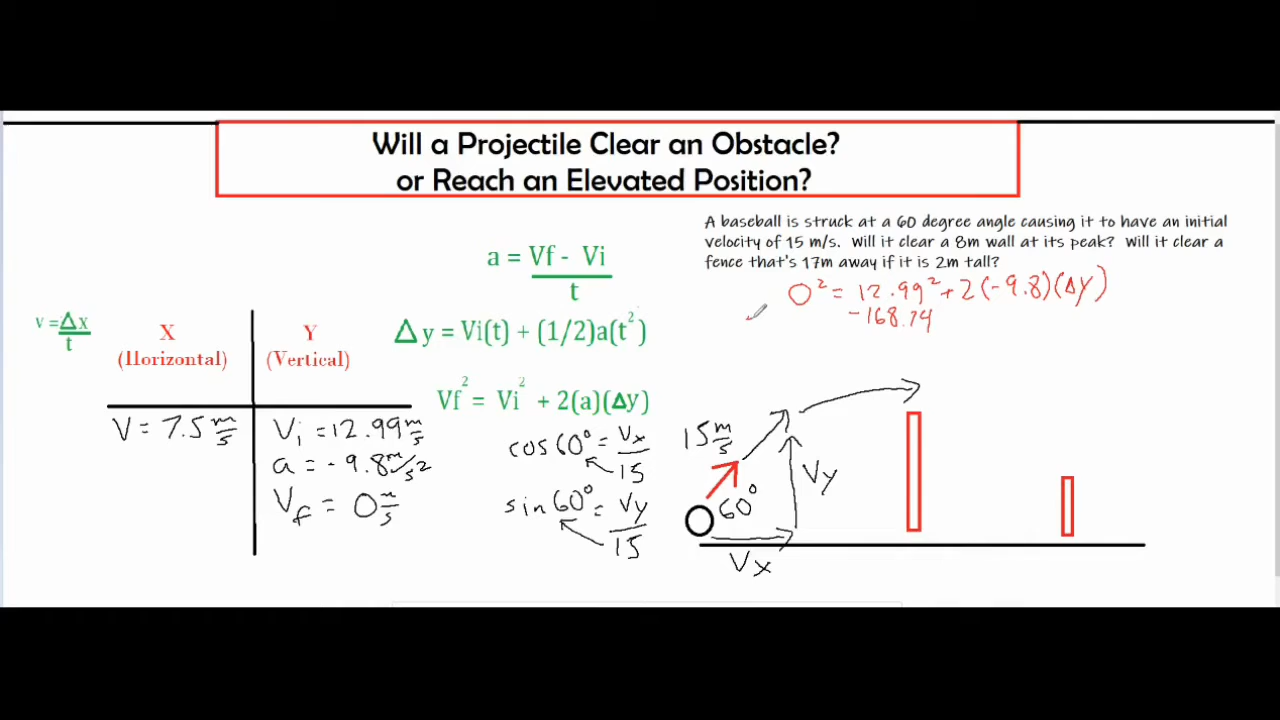 Will a Projectile Clear an Obstacle?
or Reach an Elevated Position?
A baseball is struck at a 60 degree angle causing it to have an initial
velocity of 15 m/s. Will it clear a 8m wall at its peak? Will it clear a
fence that's 17m away if it is 2m tall?
0² = 12.99² + 2(-9.8)(Δy)
-168.74
a = Vf - Vi
t
Δy = Vi(t) + (1/2)a(t²)
Vf² = Vi² + 2(a)(Δy)
v = Δx
t
X
(Horizontal)
Y
(Vertical)
V = 7.5 m/s
Vi = 12.99 m/s
a = -9.8 m/s²
Vf = 0 m/s
cos60° = Vx
15
sin60° = Vy
15
15 m/s
60°
Vy
Vx